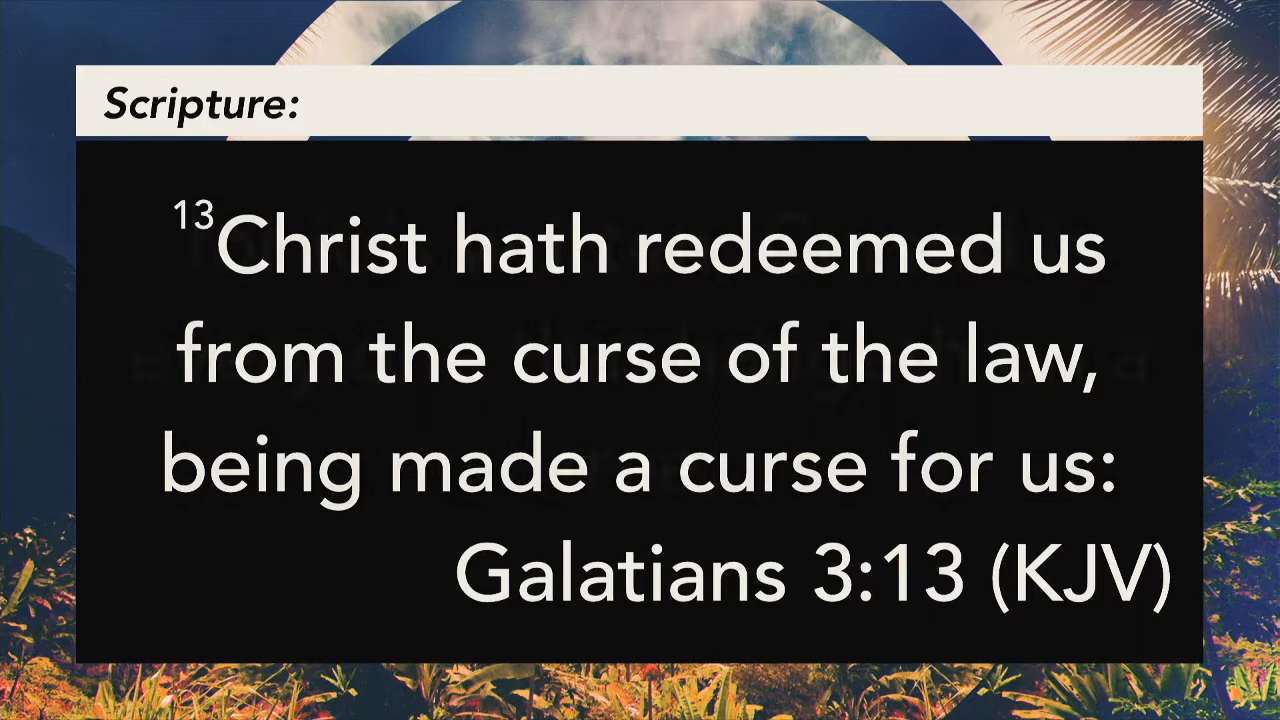 Scripture:
13Christ hath redeemed us
from the curse of the law,
being made a curse for us:
Galatians 3:13 (KJV)